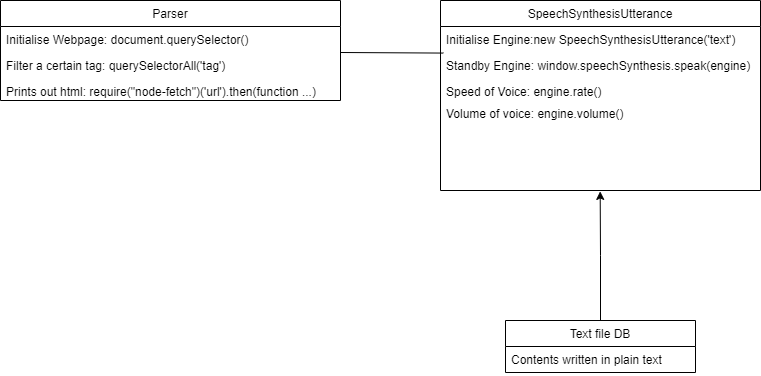 Parser
Initialise Webpage: document.querySelector()
Filter a certain tag: querySelectorAll('tag')
Prints out html: require("node-fetch")('url').then(function ...)
SpeechSynthesisUtterance
Initialise Engine:new SpeechSynthesisUtterance('text')
Standby Engine: window.speechSynthesis.speak(engine)
Speed of Voice: engine.rate()
Volume of voice: engine.volume()
Text file DB
Contents written in plain text